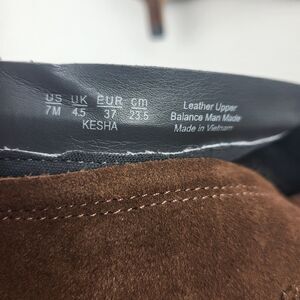 US UK EUR cm
7M 4.5 37 23.5
KESHA
Leather Upper
Balance Man Made
Made in Vietnam